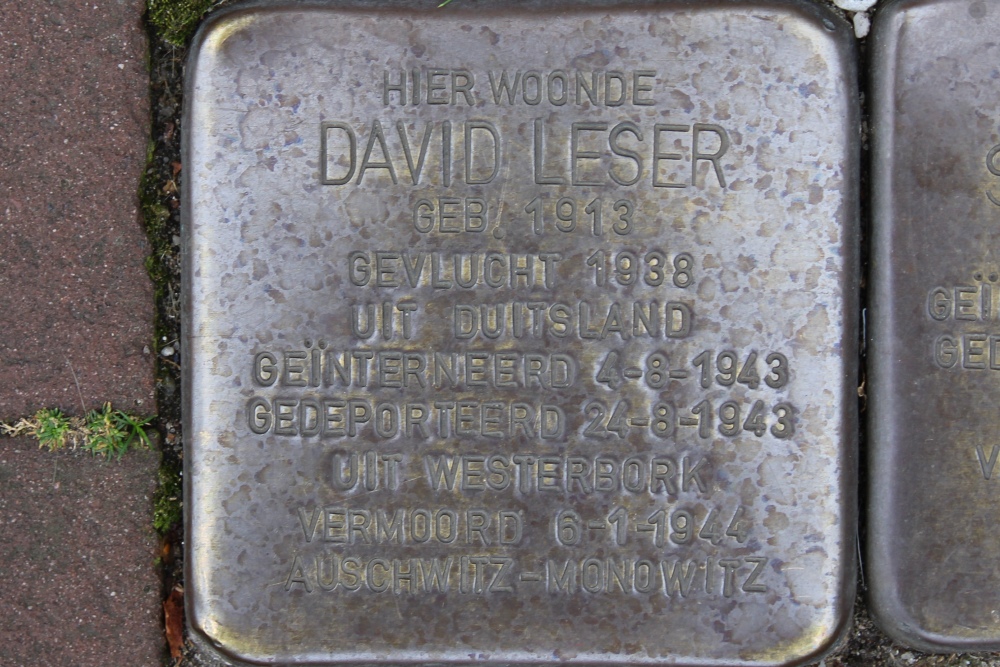 HIER WOONDE
DAVID LESER
GEB. 1913
GEVLUCHT 1938
UIT DUITSLAND
GEÏNTERNEERD 4-8-1943
GEDEPORTEERD 24-8-1943
UIT WESTERBORK
VERMOORD 6-1-1944
AUSCHWITZ-MONOWITZ